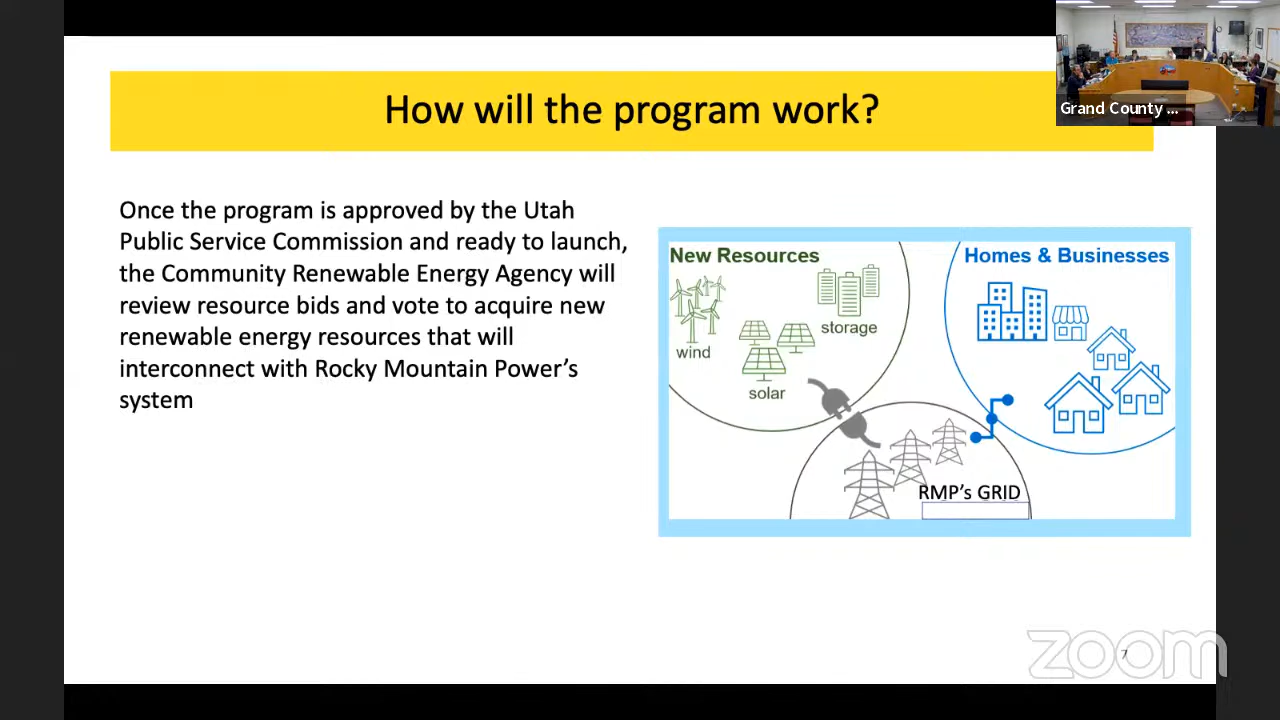 How will the program work?
Grand County ...
Once the program is approved by the Utah
Public Service Commission and ready to launch,
the Community Renewable Energy Agency will
review resource bids and vote to acquire new
renewable energy resources that will
interconnect with Rocky Mountain Power’s
system
New Resources
Homes & Businesses
storage
wind
solar
RMP’s GRID
7
zoom